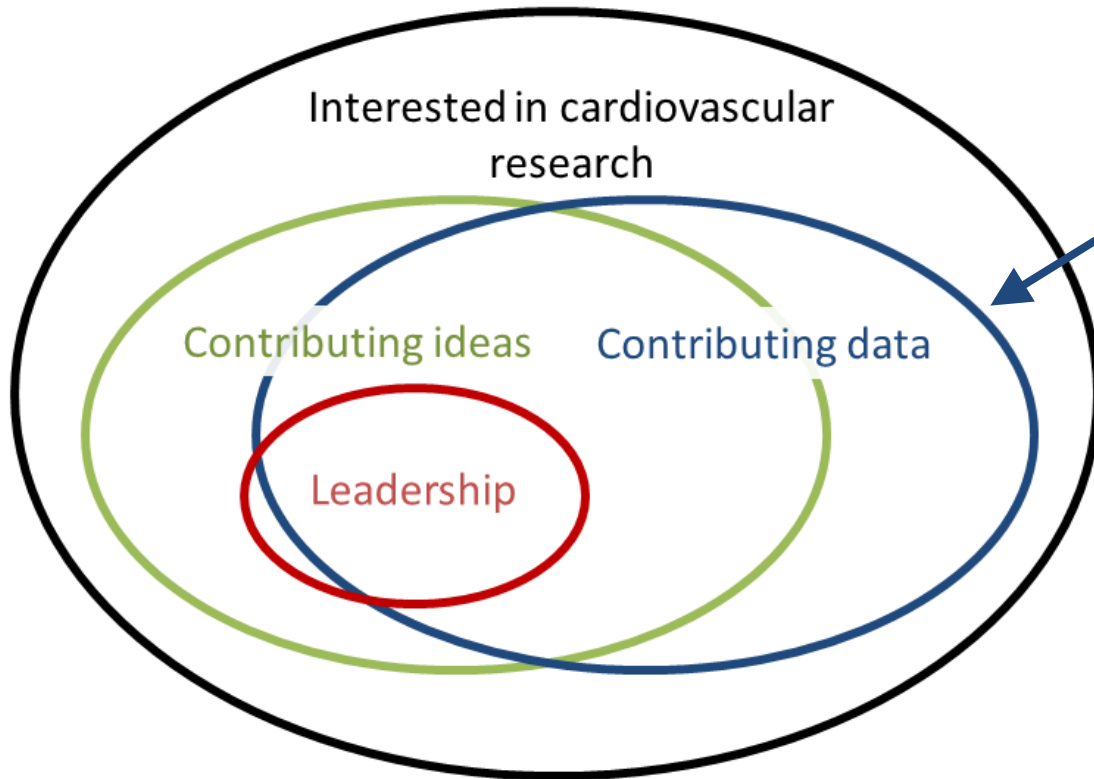 Interested in cardiovascular
research
Contributing ideas
Contributing data
Leadership